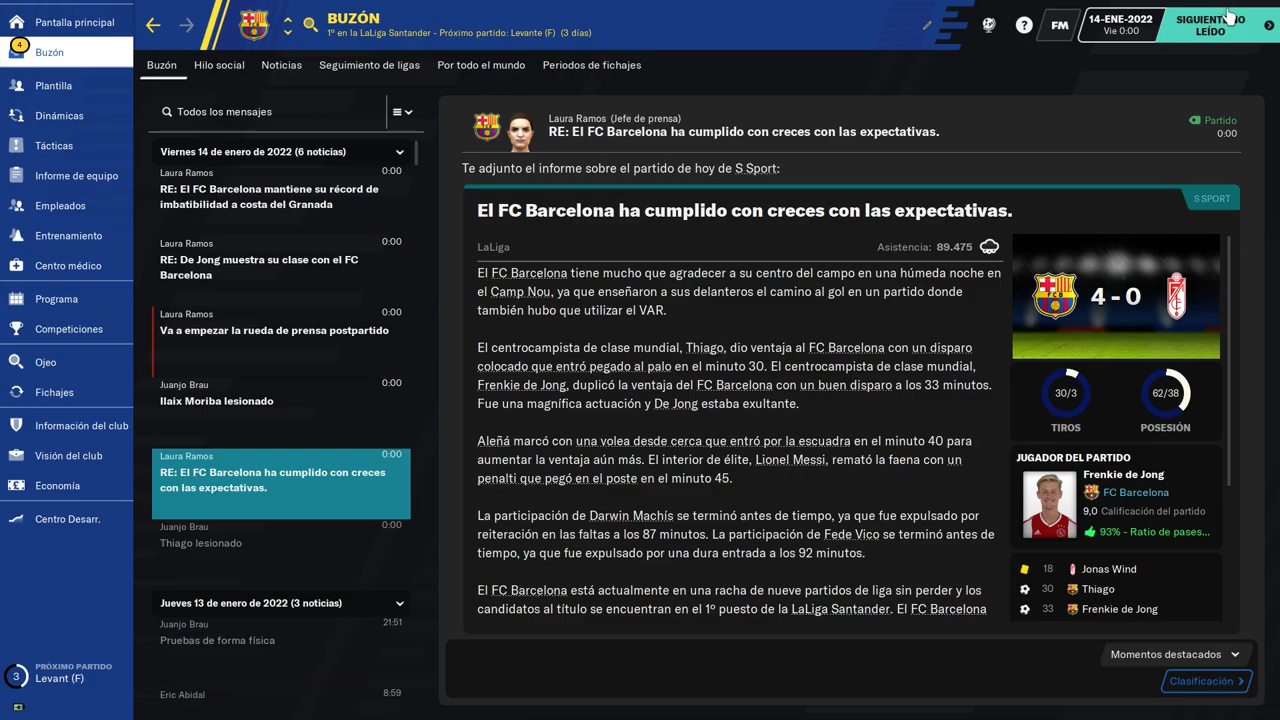 Pantalla principal
4
Buzón
Plantilla
Dinámicas
Tácticas
Informe de equipo
Empleados
Entrenamiento
Centro médico
Programa
Competiciones
Ojeo
Fichajes
Información del club
Visión del club
Economía
Centro Desarr.
3
PRÓXIMO PARTIDO
Levant (F)
BUZÓN
1º en la LaLiga Santander - Próximo partido: Levante (F) (3 días)
?
FM
14-ENE-2022
Vie 0:00
LEÍDO
Buzón
Hilo social
Noticias
Seguimiento de ligas
Por todo el mundo
Periodos de fichajes
Todos los mensajes
Viernes 14 de enero de 2022 (6 noticias)
Laura Ramos
0:00
RE: El FC Barcelona mantiene su récord de
imbatibilidad a costa del Granada
Laura Ramos
0:00
RE: De Jong muestra su clase con el FC
Barcelona
Laura Ramos
0:00
Va a empezar la rueda de prensa postpartido
Juanjo Brau
0:00
Ilaix Moriba lesionado
Laura Ramos
0:00
RE: El FC Barcelona ha cumplido con creces
con las expectativas.
Juanjo Brau
0:00
Thiago lesionado
Jueves 13 de enero de 2022 (3 noticias)
Juanjo Brau
21:51
Pruebas de forma física
Eric Abidal
8:59
Laura Ramos (Jefe de prensa)
RE: El FC Barcelona ha cumplido con creces con las expectativas.
Partido
0:00
Te adjunto el informe sobre el partido de hoy de S Sport:
S SPORT
El FC Barcelona ha cumplido con creces con las expectativas.
LaLiga
Asistencia: 89.475
El FC Barcelona tiene mucho que agradecer a su centro del campo en una húmeda noche en
el Camp Nou, ya que enseñaron a sus delanteros el camino al gol en un partido donde
también hubo que utilizar el VAR.
El centrocampista de clase mundial, Thiago, dio ventaja al FC Barcelona con un disparo
colocado que entró pegado al palo en el minuto 30. El centrocampista de clase mundial,
Frenkie de Jong, duplicó la ventaja del FC Barcelona con un buen disparo a los 33 minutos.
Fue una magnífica actuación y De Jong estaba exultante.
Aleñá marcó con una volea desde cerca que entró por la escuadra en el minuto 40 para
aumentar la ventaja aún más. El interior de élite, Lionel Messi, remató la faena con un
penalti que pegó en el poste en el minuto 45.
La participación de Darwin Machís se terminó antes de tiempo, ya que fue expulsado por
reiteración en las faltas a los 87 minutos. La participación de Fede Vico se terminó antes de
tiempo, ya que fue expulsado por una dura entrada a los 92 minutos.
El FC Barcelona está actualmente en una racha de nueve partidos de liga sin perder y los
candidatos al título se encuentran en el 1º puesto de la LaLiga Santander. El FC Barcelona
4 - 0
30/3
TIROS
62/38
POSESIÓN
JUGADOR DEL PARTIDO
Frenkie de Jong
FC Barcelona
9,0 Calificación del partido
93% - Ratio de pases...
18 Jonas Wind
30 Thiago
33 Frenkie de Jong
Momentos destacados
Clasificación